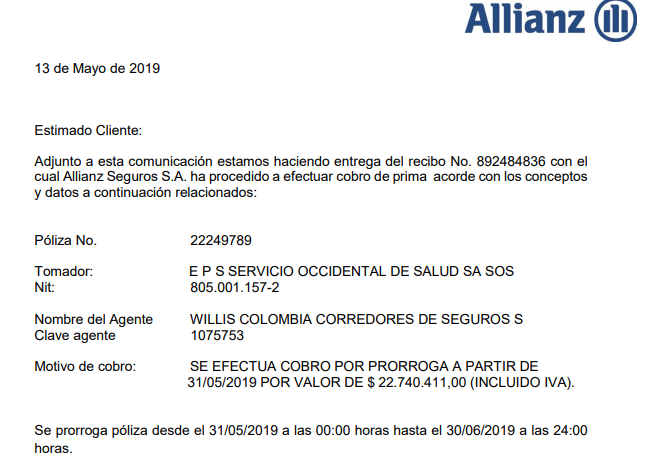 Allianz
13 de Mayo de 2019
Estimado Cliente:
Adjunto a esta comunicación estamos haciendo entrega del recibo No. 892484836 con el
cual Allianz Seguros S.A. ha procedido a efectuar cobro de prima acorde con los conceptos
y datos a continuación relacionados:
Póliza No. 22249789
Tomador: E P S SERVICIO OCCIDENTAL DE SALUD SA SOS
Nit: 805.001.157-2
Nombre del Agente WILLIS COLOMBIA CORREDORES DE SEGUROS S
Clave agente 1075753
Motivo de cobro: SE EFECTUA COBRO POR PRORROGA A PARTIR DE
31/05/2019 POR VALOR DE $ 22.740.411,00 (INCLUIDO IVA).
Se prorroga póliza desde el 31/05/2019 a las 00:00 horas hasta el 30/06/2019 a las 24:00
horas.